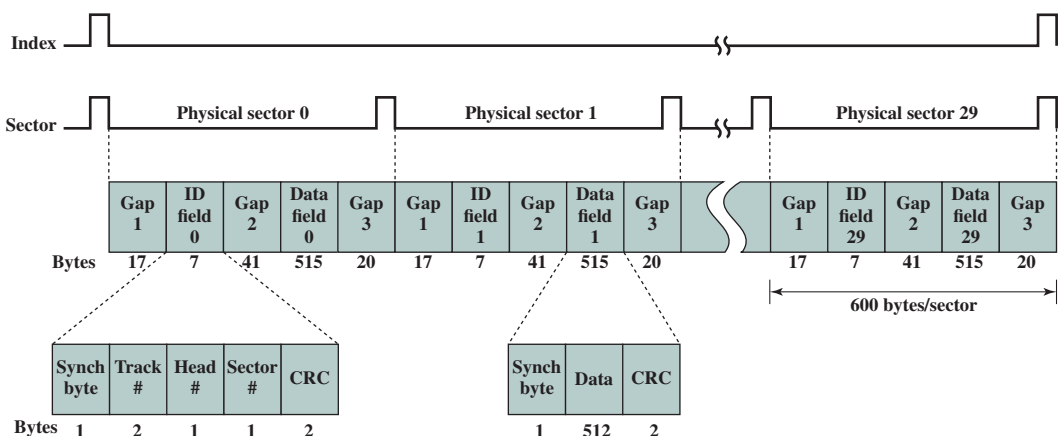 Index
Sector
Physical sector 0
Physical sector 1
Physical sector 29
Gap 1
ID field 0
Gap 2
Data field 0
Gap 3
Gap 1
ID field 1
Gap 2
Data field 1
Gap 3
Gap 1
ID field 29
Gap 2
Data field 29
Gap 3
Bytes 17 7 41 515 20 17 7 41 515 20 17 7 41 515 20
600 bytes/sector
Synch byte
Track #
Head #
Sector #
CRC
Synch byte
Data
CRC
Bytes 1 2 1 1 2 1 512 2